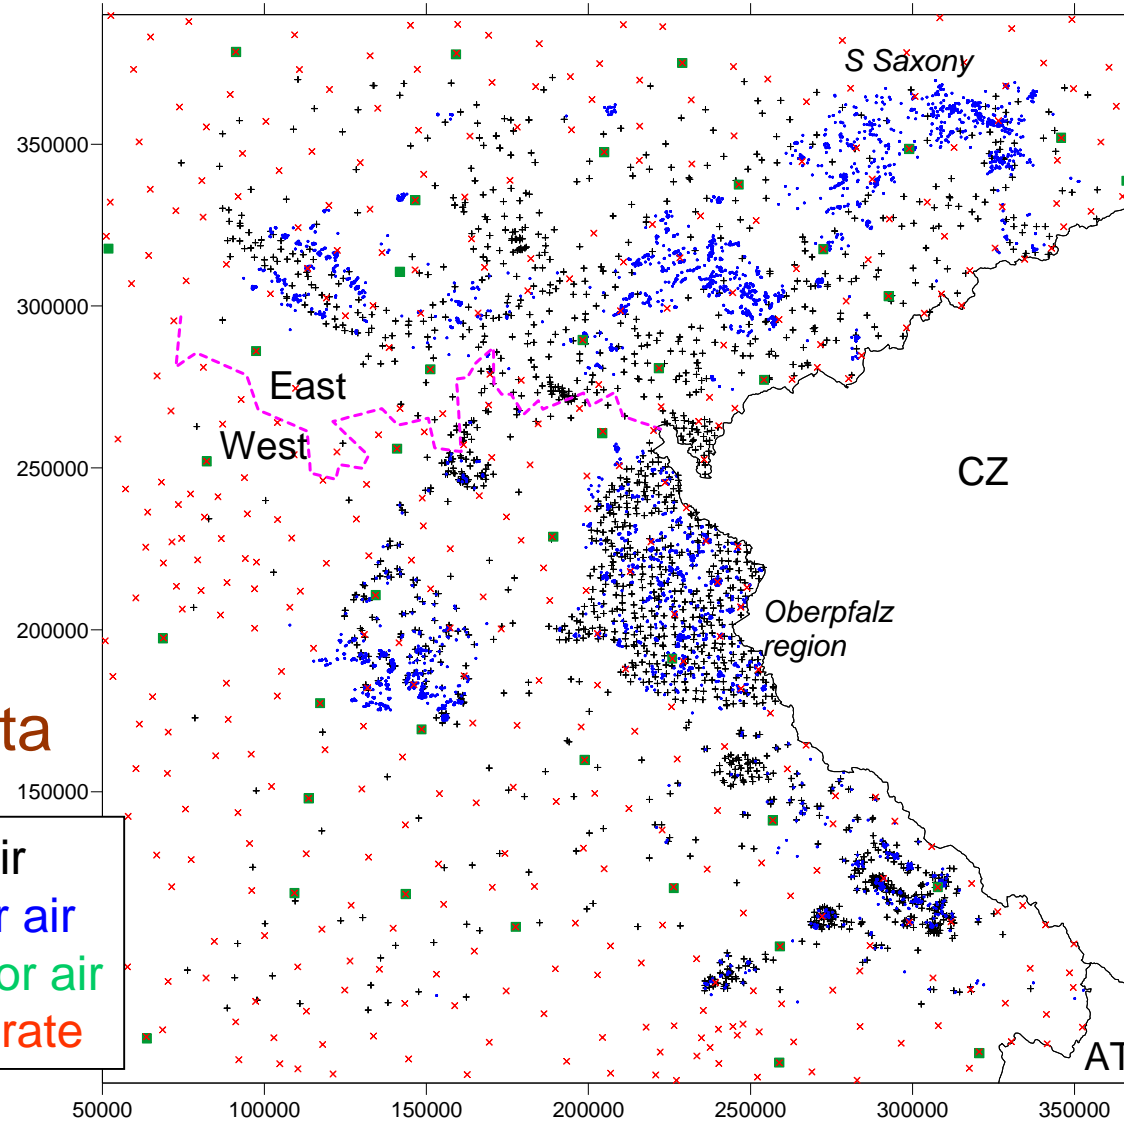 S Saxony
350000
300000
East
West
250000
CZ
Oberpfalz
region
200000
ta
150000
ir
r air
or air
rate
AT
50000 100000 150000 200000 250000 300000 350000